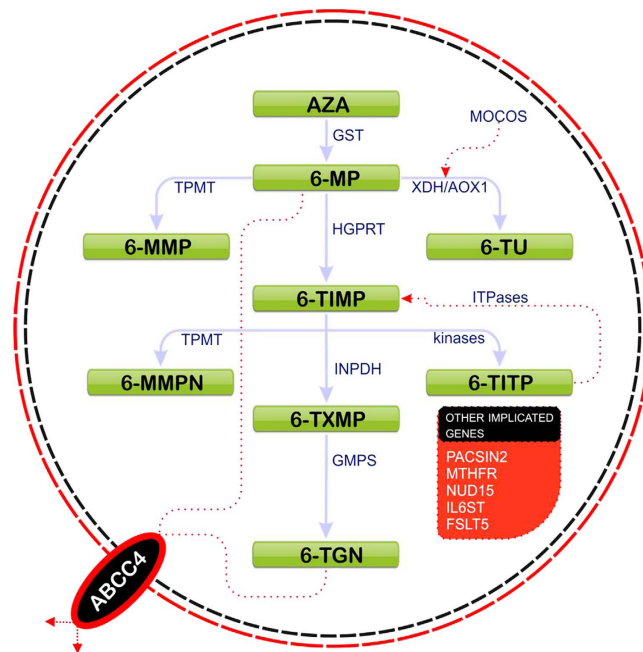 AZA
GST
MOCOS
6-MP
TPMT
XDH/AOX1
6-MMP
HGPRT
6-TU
6-TIMP
ITPases
TPMT
kinases
6-MMPN
INPDH
6-TITP
6-TXMP
OTHER IMPLICATED
GENES
GMPS
PACSIN2
MTHFR
NUD15
IL6ST
FSLT5
6-TGN
ABCC4